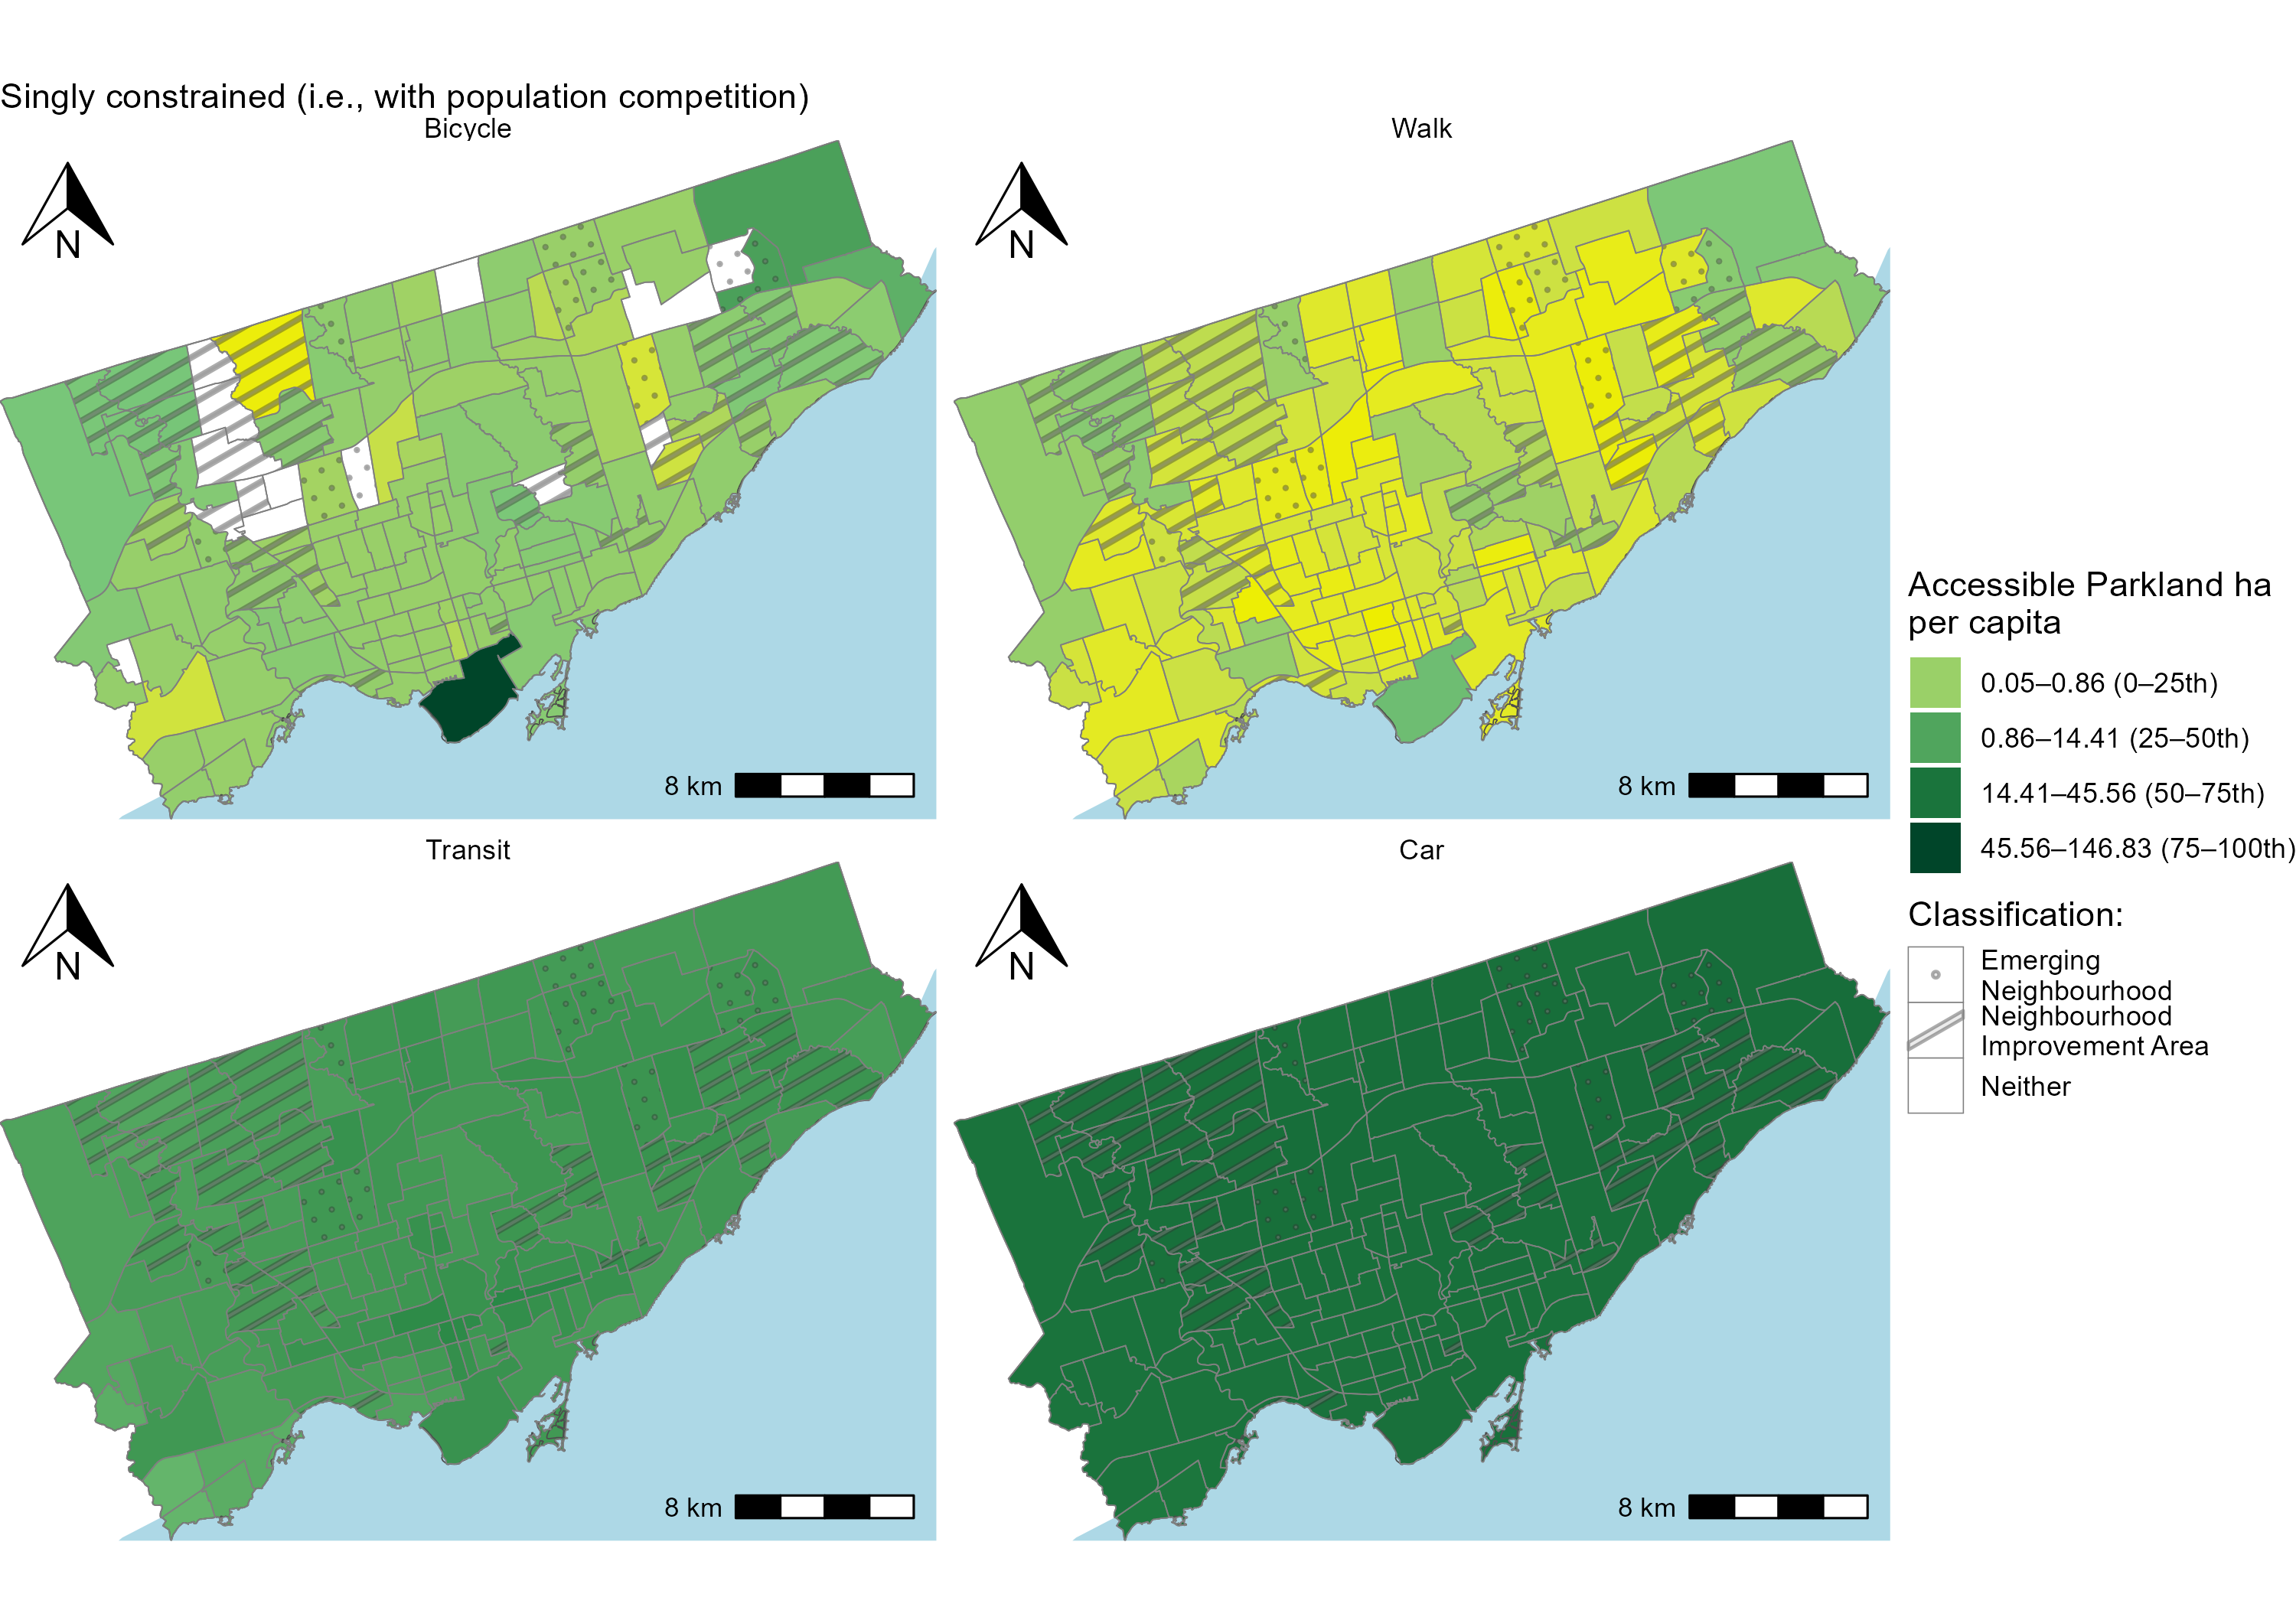 Singly constrained (i.e., with population competition)
Bicycle
Walk
N
N
8 km
8 km
Transit
Car
N
N
8 km
8 km
Accessible Parkland ha
per capita
0.05–0.86 (0–25th)
0.86–14.41 (25–50th)
14.41–45.56 (50–75th)
45.56–146.83 (75–100th)
Classification:
Emerging
Neighbourhood
Neighbourhood
Improvement Area
Neither